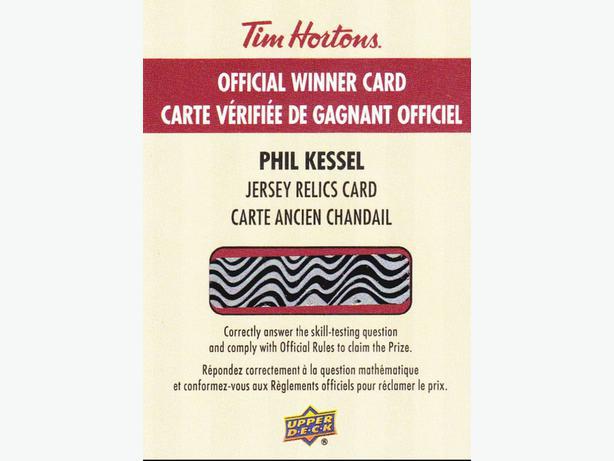 Tim Hortons.
OFFICIAL WINNER CARD
CARTE VÉRIFIÉE DE GAGNANT OFFICIEL
PHIL KESSEL
JERSEY RELICS CARD
CARTE ANCIEN CHANDAIL
Correctly answer the skill-testing question
and comply with Official Rules to claim the Prize.
Répondez correctement à la question mathématique
et conformez-vous aux Règlements officiels pour réclamer le prix.
UPPER
D·E·C·K
®